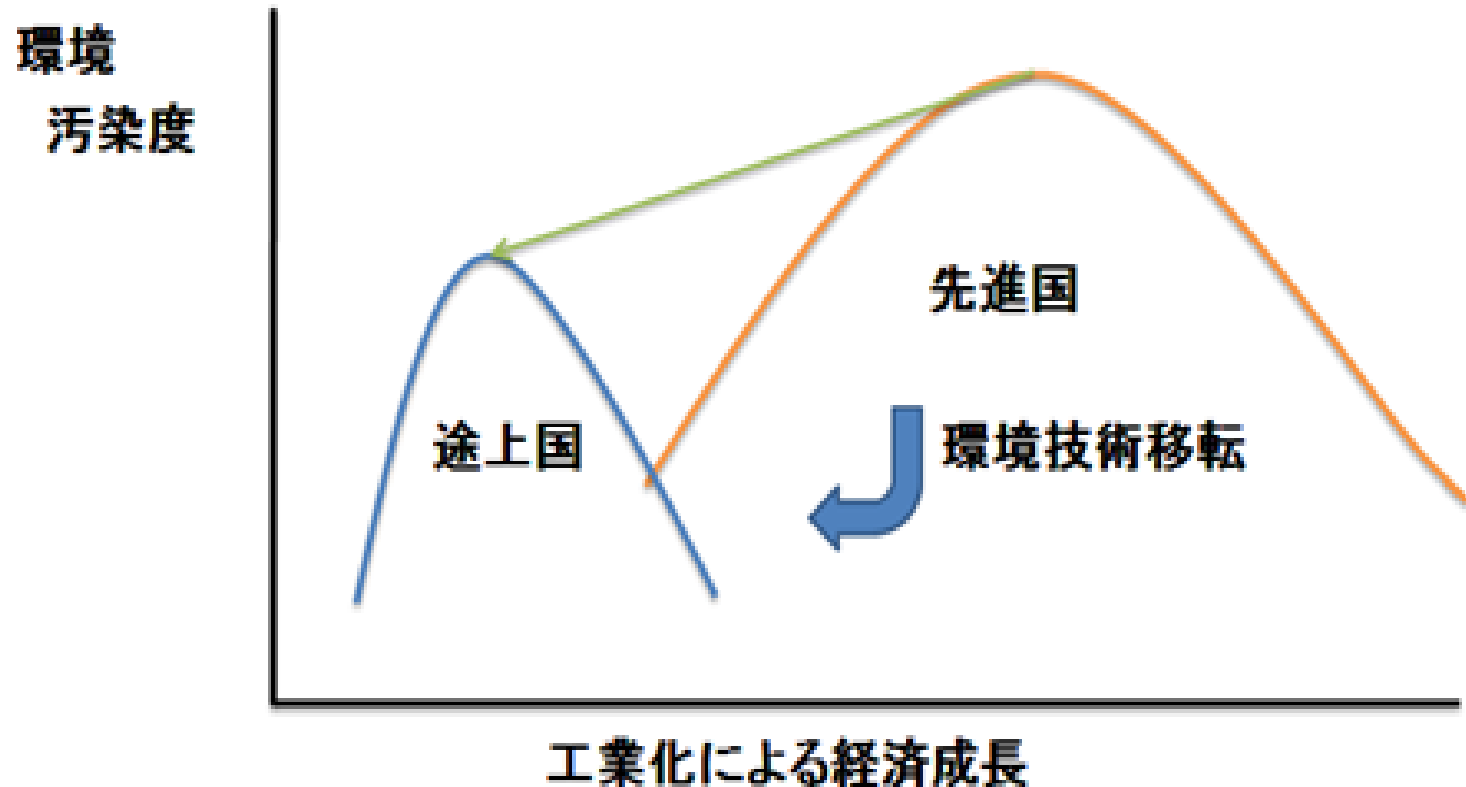 環境
汚染度
先進国
途上国
環境技術移転
工業化による経済成長